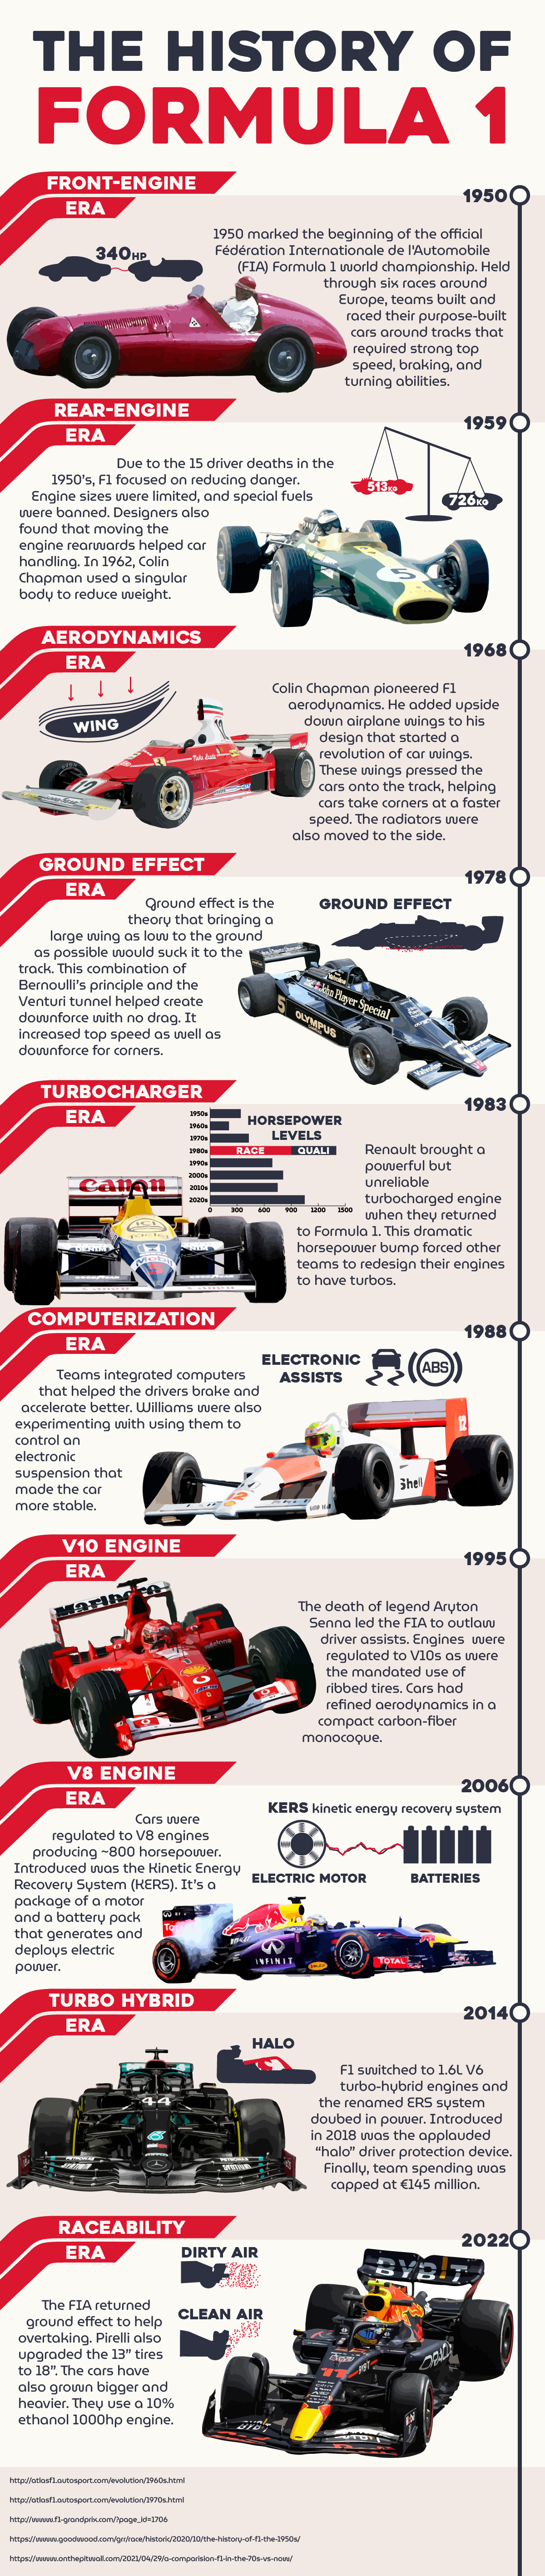 THE HISTORY OF
FORMULA 1
FRONT-ENGINE
ERA
1950
340HP
1950 marked the beginning of the official
Fédération Internationale de l'Automobile
(FIA) Formula 1 world championship. Held
through six races around
Europe, teams built and
raced their purpose-built
cars around tracks that
required strong top
speed, braking, and
turning abilities.
REAR-ENGINE
ERA
1959
Due to the 15 driver deaths in the
1950's, F1 focused on reducing danger.
Engine sizes were limited, and special fuels
were banned. Designers also
found that moving the
engine rearwards helped car
handling. In 1962, Colin
Chapman used a singular
body to reduce weight.
513KG
726KG
5
AERODYNAMICS
ERA
1968
WING
Colin Chapman pioneered F1
aerodynamics. He added upside
down airplane wings to his
design that started a
revolution of car wings.
These wings pressed the
cars onto the track, helping
cars take corners at a faster
speed. The radiators were
also moved to the side.
12
GROUND EFFECT
ERA
1978
Ground effect is the
theory that bringing a
large wing as low to the ground
as possible would suck it to the
track. This combination of
Bernoulli's principle and the
Venturi tunnel helped create
downforce with no drag. It
increased top speed as well as
downforce for corners.
GROUND EFFECT
John Player Special
5
OLYMPUS
Valvoline
TURBOCHARGER
ERA
1983
HORSEPOWER
LEVELS
1950s
1960s
1970s
1980s RACE QUALI
1990s
2000s
2010s
2020s
0 300 600 900 1200 1500
Renault brought a
powerful but
unreliable
turbocharged engine
when they returned
to Formula 1. This dramatic
horsepower bump forced other
teams to redesign their engines
to have turbos.
Canon
COMPUTERIZATION
ERA
1988
Teams integrated computers
that helped the drivers brake and
accelerate better. Williams were also
experimenting with using them to
control an
electronic
suspension that
made the car
more stable.
ELECTRONIC
ASSISTS
ABS
12
Shell
V10 ENGINE
ERA
1995
Marlboro
The death of legend Aryton
Senna led the FIA to outlaw
driver assists. Engines were
regulated to V10s as were
the mandated use of
ribbed tires. Cars had
refined aerodynamics in a
compact carbon-fiber
monocoque.
vodafone
V8 ENGINE
ERA
2006
Cars were
regulated to V8 engines
producing ~800 horsepower.
Introduced was the Kinetic Energy
Recovery System (KERS). It's a
package of a motor
and a battery pack
that generates and
deploys electric
power.
KERS kinetic energy recovery system
ELECTRIC MOTOR
BATTERIES
INFINITI
TOTAL
TURBO HYBRID
ERA
2014
HALO
F1 switched to 1.6L V6
turbo-hybrid engines and
the renamed ERS system
doubed in power. Introduced
in 2018 was the applauded
“halo” driver protection device.
Finally, team spending was
capped at €145 million.
44
PETRONAS
RACEABILITY
ERA
2022
DIRTY AIR
CLEAN AIR
The FIA returned
ground effect to help
overtaking. Pirelli also
upgraded the 13” tires
to 18”. The cars have
also grown bigger and
heavier. They use a 10%
ethanol 1000hp engine.
BYBIT
ORACLE
11
BYBIT
http://atlasf1.autosport.com/evolution/1960s.html
http://atlasf1.autosport.com/evolution/1970s.html
http://www.f1-grandprix.com/?page_id=1706
https://www.goodwood.com/grr/race/historic/2020/10/the-history-of-f1-the-1950s/
https://www.onthepitwall.com/2021/04/29/a-comparision-f1-in-the-70s-vs-now/